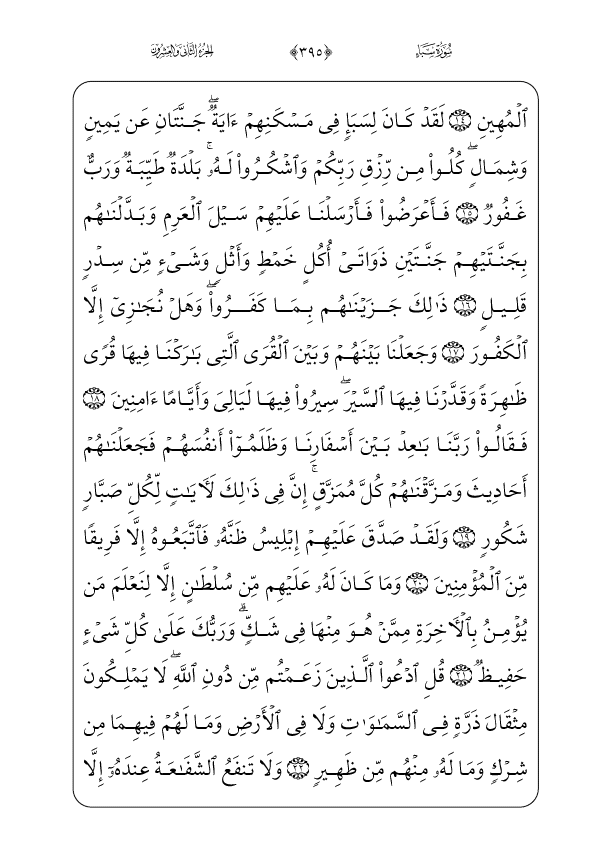 سُورَةُ سَبَإٍ ﴿٣٩٥﴾ الجُزءُ الثَّانِي وَالعِشرُون
ٱلۡمُهِينِ ١٤ لَقَدۡ كَانَ لِسَبَإٖ فِي مَسۡكَنِهِمۡ ءَايَةٞۖ جَنَّتَانِ عَن يَمِينٖ
وَشِمَالٖۖ كُلُواْ مِن رِّزۡقِ رَبِّكُمۡ وَٱشۡكُرُواْ لَهُۥۚ بَلۡدَةٞ طَيِّبَةٞ وَرَبٌّ
غَفُورٞ ١٥ فَأَعۡرَضُواْ فَأَرۡسَلۡنَا عَلَيۡهِمۡ سَيۡلَ ٱلۡعَرِمِ وَبَدَّلۡنَٰهُم
بِجَنَّتَيۡهِمۡ جَنَّتَيۡنِ ذَوَاتَيۡ أُكُلٍ خَمۡطٖ وَأَثۡلٖ وَشَيۡءٖ مِّن سِدۡرٖ
قَلِيلٖ ١٦ ذَٰلِكَ جَزَيۡنَٰهُم بِمَا كَفَرُواْۖ وَهَلۡ نُجَٰزِيٓ إِلَّا
ٱلۡكَفُورَ ١٧ وَجَعَلۡنَا بَيۡنَهُمۡ وَبَيۡنَ ٱلۡقُرَى ٱلَّتِي بَٰرَكۡنَا فِيهَا قُرٗى
ظَٰهِرَةٗ وَقَدَّرۡنَا فِيهَا ٱلسَّيۡرَۖ سِيرُواْ فِيهَا لَيَالِيَ وَأَيَّامًا ءَامِنِينَ ١٨
فَقَالُواْ رَبَّنَا بَٰعِدۡ بَيۡنَ أَسۡفَارِنَا وَظَلَمُوٓاْ أَنفُسَهُمۡ فَجَعَلۡنَٰهُمۡ
أَحَادِيثَ وَمَزَّقۡنَٰهُمۡ كُلَّ مُمَزَّقٍۚ إِنَّ فِي ذَٰلِكَ لَأٓيَٰتٖ لِّكُلِّ صَبَّارٖ
شَكُورٖ ١٩ وَلَقَدۡ صَدَّقَ عَلَيۡهِمۡ إِبۡلِيسُ ظَنَّهُۥ فَٱتَّبَعُوهُ إِلَّا فَرِيقٗا
مِّنَ ٱلۡمُؤۡمِنِينَ ٢٠ وَمَا كَانَ لَهُۥ عَلَيۡهِم مِّن سُلۡطَٰنٍ إِلَّا لِنَعۡلَمَ مَن
يُؤۡمِنُ بِٱلۡأٓخِرَةِ مِمَّنۡ هُوَ مِنۡهَا فِي شَكّٖۗ وَرَبُّكَ عَلَىٰ كُلِّ شَيۡءٍ
حَفِيظٞ ٢١ قُلِ ٱدۡعُواْ ٱلَّذِينَ زَعَمۡتُم مِّن دُونِ ٱللَّهِۖ لَا يَمۡلِكُونَ
مِثۡقَالَ ذَرَّةٖ فِي ٱلسَّمَٰوَٰتِ وَلَا فِي ٱلۡأَرۡضِ وَمَا لَهُمۡ فِيهِمَا مِن
شِرۡكٖ وَمَا لَهُۥ مِنۡهُم مِّن ظَهِيرٖ ٢٢ وَلَا تَنفَعُ ٱلشَّفَٰعَةُ عِندَهُۥٓ إِلَّا